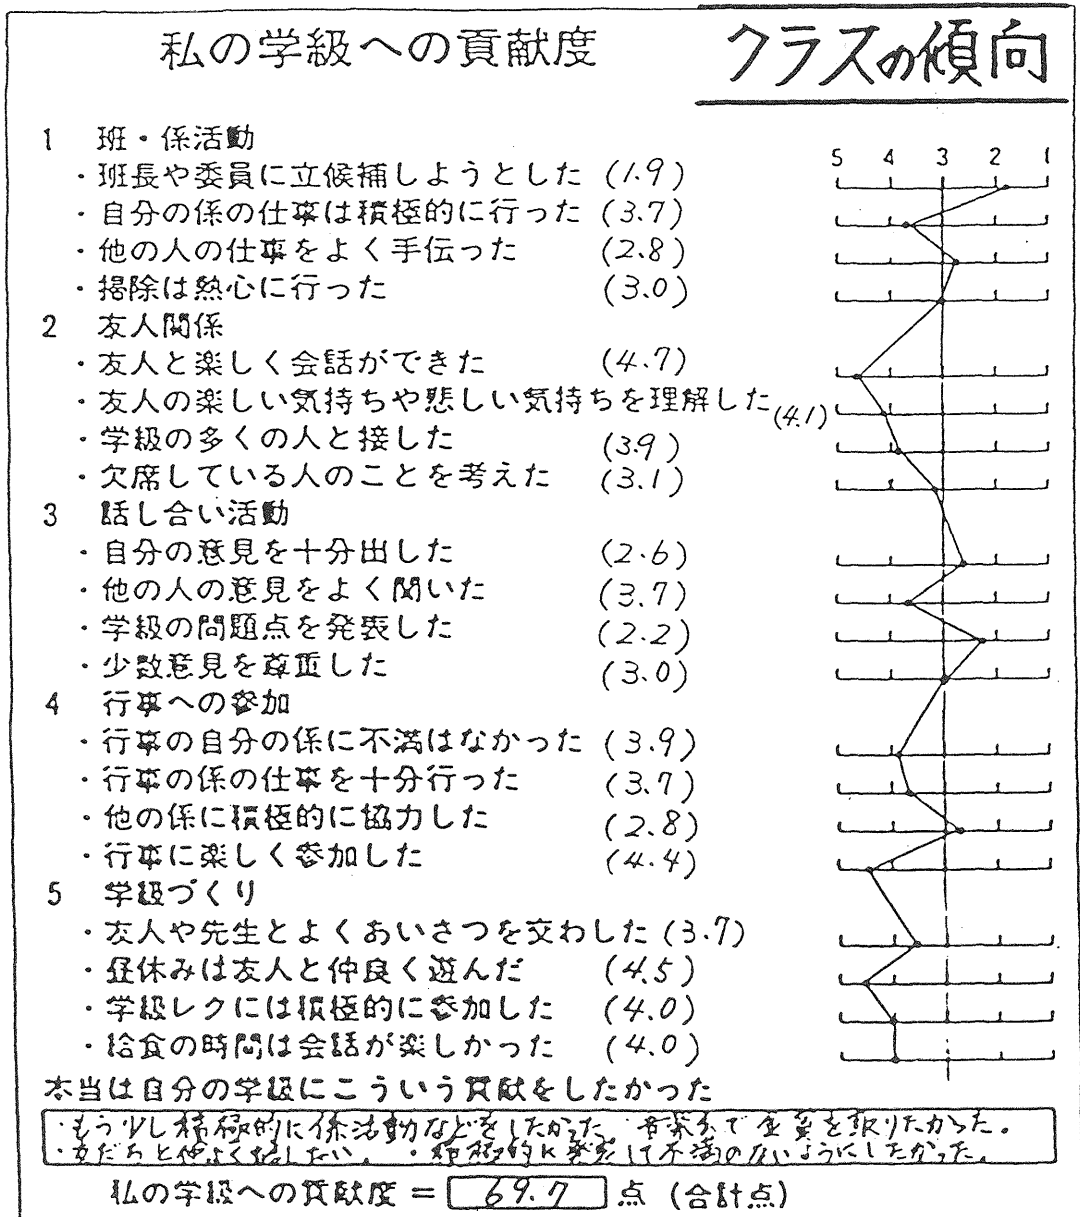 私の学級への貢献度
クラスの傾向
1 班・係活動
5 4 3 2 1
・班長や委員に立候補しようとした (1.9)
・自分の係の仕事は積極的に行った (3.7)
・他の人の仕事をよく手伝った (2.8)
・掃除は熱心に行った (3.0)
2 友人関係
・友人と楽しく会話ができた (4.7)
・友人の楽しい気持ちや悲しい気持ちを理解した (4.1)
・学級の多くの人と接した (3.9)
・欠席している人のことを考えた (3.1)
3 話し合い活動
・自分の意見を十分出した (2.6)
・他の人の意見をよく聞いた (3.7)
・学級の問題点を発表した (2.2)
・少数意見を尊重した (3.0)
4 行事への参加
・行事の自分の係に不満はなかった (3.9)
・行事の係の仕事を十分行った (3.7)
・他の係に積極的に協力した (2.8)
・行事に楽しく参加した (4.4)
5 学級づくり
・友人や先生とよくあいさつを交わした (3.7)
・昼休みは友人と仲良く遊んだ (4.5)
・学級レクには積極的に参加した (4.0)
・給食の時間は会話が楽しかった (4.0)
本当は自分の学級にこういう貢献をしたかった
・もう少し積極的に係活動などをしたかった ・音楽会で金賞を取りたかった。
・友だちと仲よく ・積極的に発表して不満のないようにしたかった。
私の学級への貢献度 = 69.7 点 (合計点)